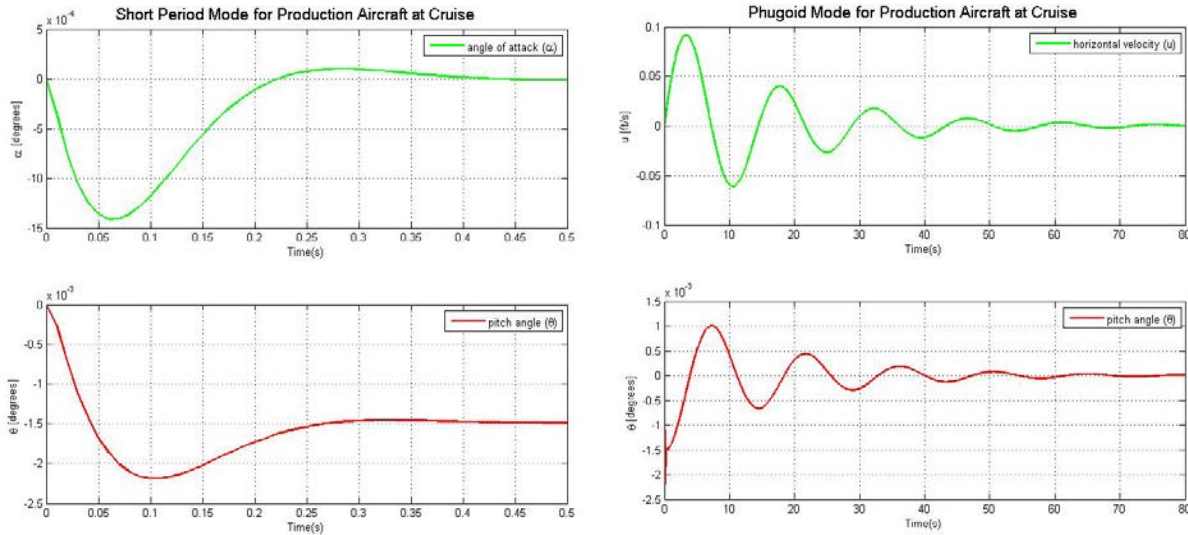 Short Period Mode for Production Aircraft at Cruise
x 10⁻⁴
angle of attack (α)
5
0
-5
-10
-15
α [degrees]
0 0.05 0.1 0.15 0.2 0.25 0.3 0.35 0.4 0.45 0.5
Time(s)
x 10⁻³
pitch angle (θ)
0
-0.5
-1
-1.5
-2
-2.5
θ [degrees]
0 0.05 0.1 0.15 0.2 0.25 0.3 0.35 0.4 0.45 0.5
Time(s)
Phugoid Mode for Production Aircraft at Cruise
horizontal velocity (u)
0.1
0.05
0
-0.05
-0.1
u [ft/s]
0 10 20 30 40 50 60 70 80
Time(s)
x 10⁻³
pitch angle (θ)
1.5
1
0.5
0
-0.5
-1
-1.5
-2
-2.5
θ [degrees]
0 10 20 30 40 50 60 70 80
Time(s)